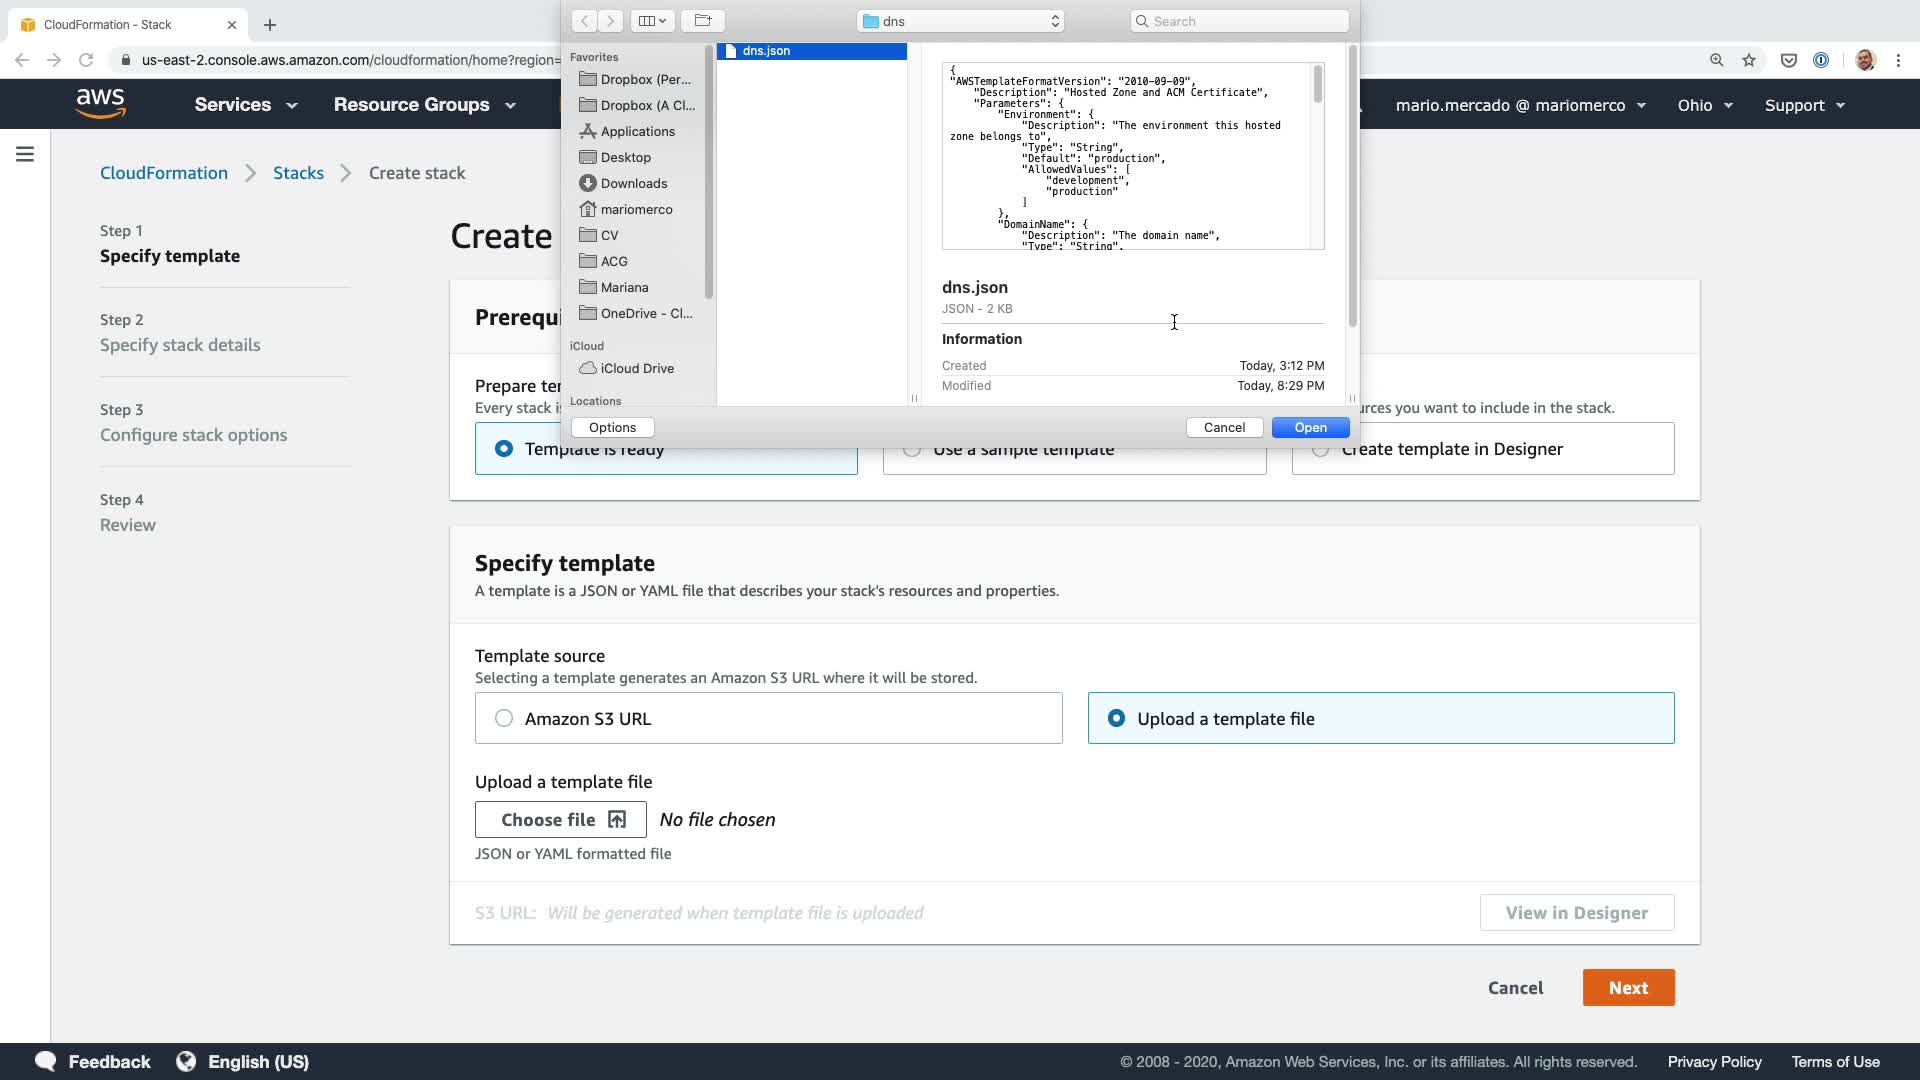 CloudFormation - Stack
us-east-2.console.aws.amazon.com/cloudformation/home?region=
dns
Search
aws
Services
Resource Groups
mario.mercado @ mariomerco
Ohio
Support
Favorites
Dropbox (Per...
Dropbox (A Cl...
Applications
Desktop
Downloads
mariomerco
CV
ACG
Mariana
OneDrive - Cl...
iCloud
iCloud Drive
Locations
dns.json
{
"AWSTemplateFormatVersion": "2010-09-09",
"Description": "Hosted Zone and ACM Certificate",
"Parameters": {
"Environment": {
"Description": "The environment this hosted
zone belongs to",
"Type": "String",
"Default": "production",
"AllowedValues": [
"development",
"production"
]
},
"DomainName": {
"Description": "The domain name",
"Type": "String",
dns.json
JSON - 2 KB
Information
Created Today, 3:12 PM
Modified Today, 8:29 PM
Options
Cancel
Open
CloudFormation
Stacks
Create stack
Step 1
Specify template
Step 2
Specify stack details
Step 3
Configure stack options
Step 4
Review
Create
Prerequi
Prepare ter
Every stack is
rces you want to include in the stack.
Template is ready
Use a sample template
Create template in Designer
Specify template
A template is a JSON or YAML file that describes your stack's resources and properties.
Template source
Selecting a template generates an Amazon S3 URL where it will be stored.
Amazon S3 URL
Upload a template file
Upload a template file
Choose file
No file chosen
JSON or YAML formatted file
S3 URL: Will be generated when template file is uploaded
View in Designer
Cancel
Next
Feedback
English (US)
© 2008 - 2020, Amazon Web Services, Inc. or its affiliates. All rights reserved.
Privacy Policy
Terms of Use